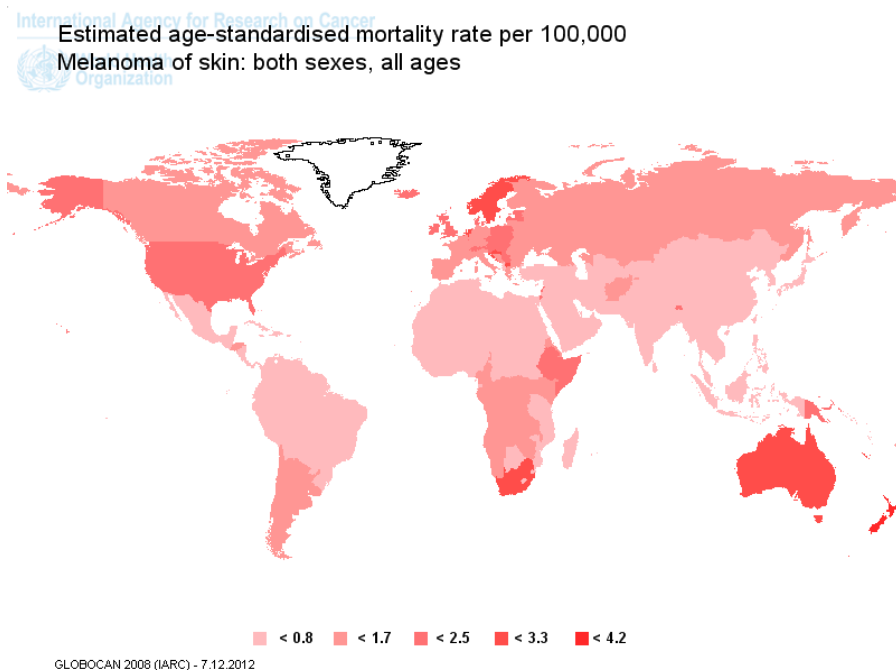 International Agency for Research on Cancer
Estimated age-standardised mortality rate per 100,000
Melanoma of skin: both sexes, all ages
World Health
Organization
< 0.8 < 1.7 < 2.5 < 3.3 < 4.2
GLOBOCAN 2008 (IARC) - 7.12.2012